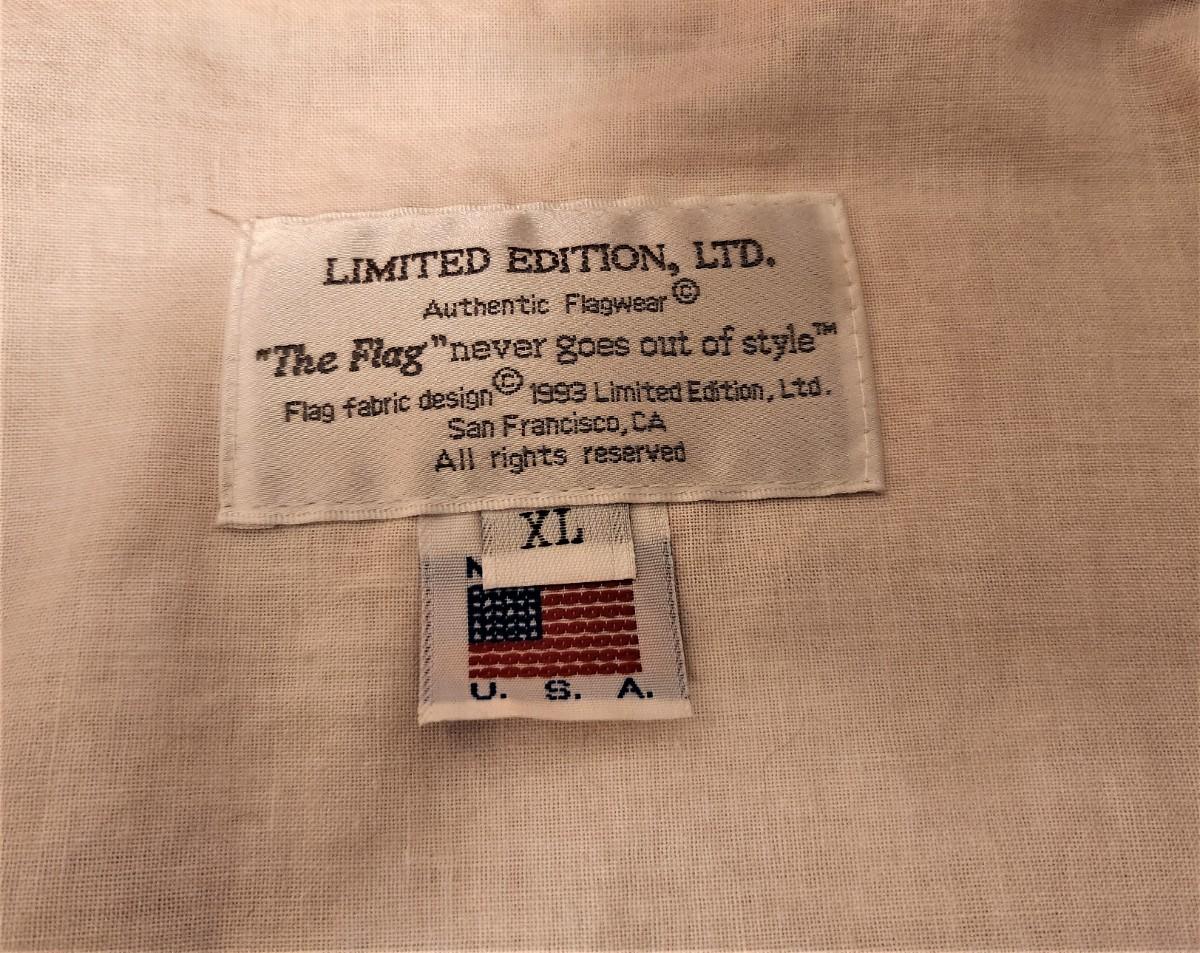 LIMITED EDITION, LTD.
Authentic Flagwear©
"The Flag" never goes out of style™
Flag fabric design© 1993 Limited Edition, Ltd.
San Francisco, CA
All rights reserved
XL
U. S. A.